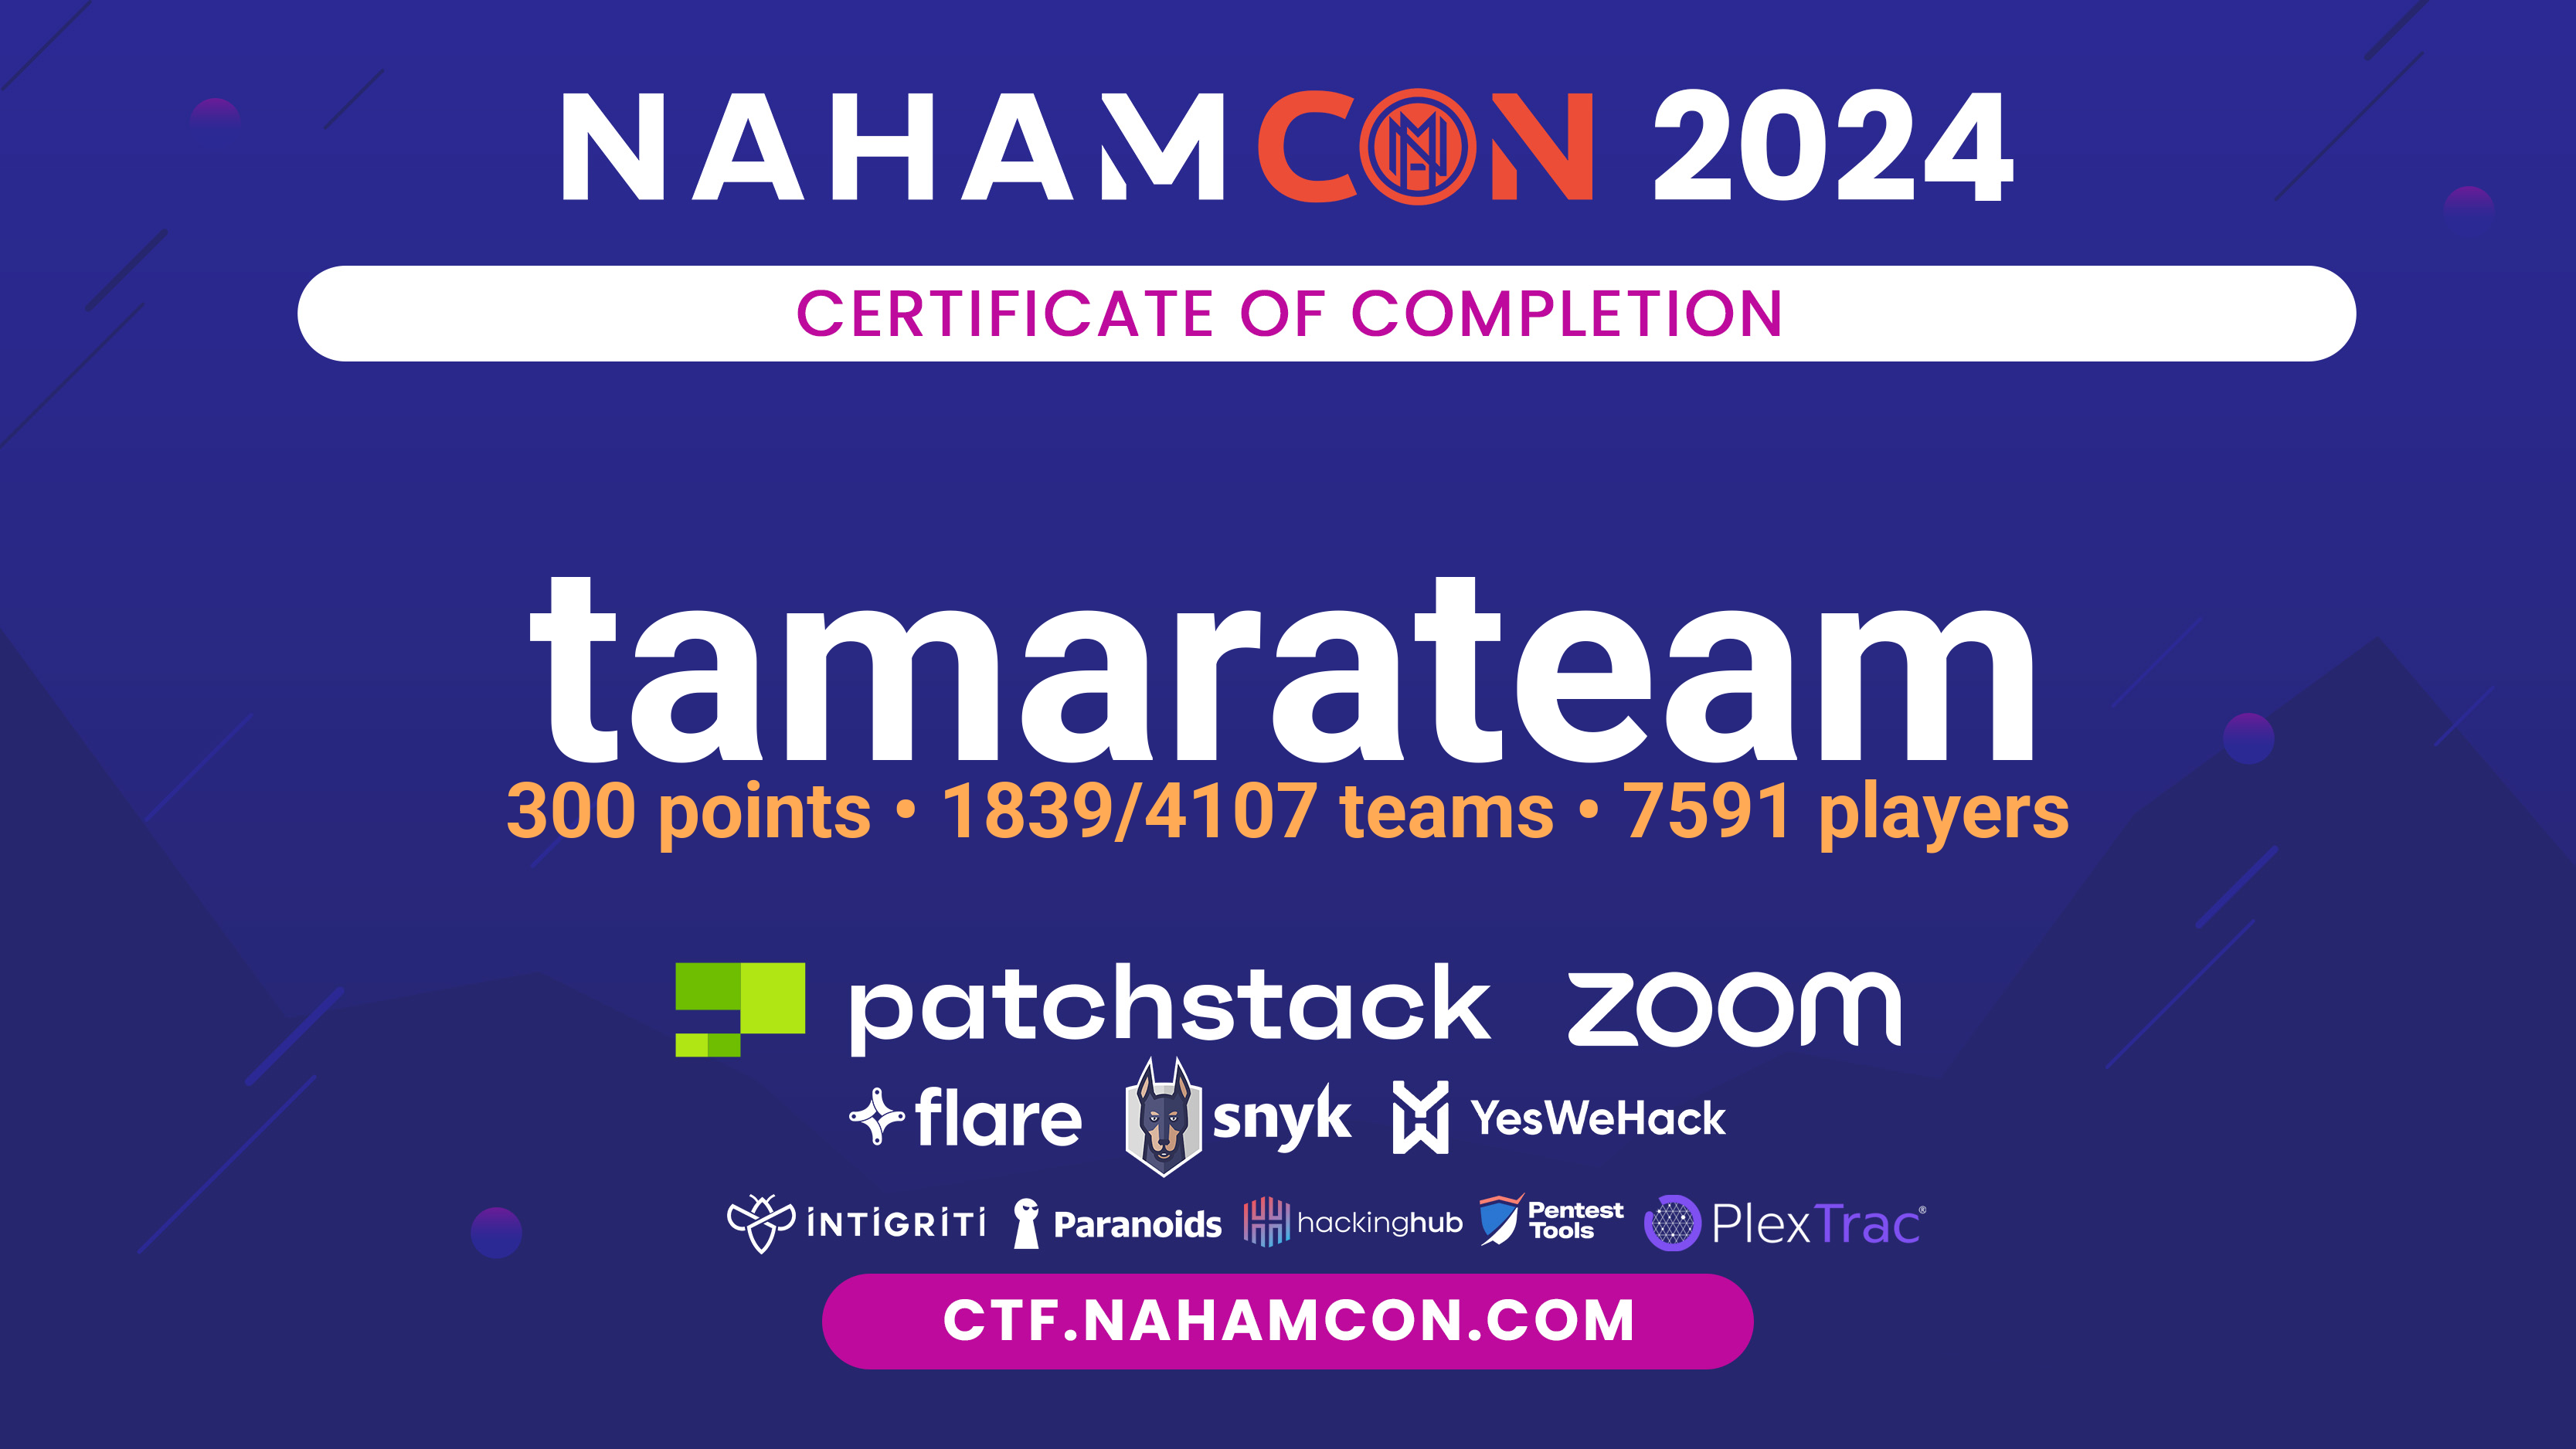 NAHAMCON 2024
CERTIFICATE OF COMPLETION
tamarateam
300 points • 1839/4107 teams • 7591 players
patchstack zoom
flare snyk YesWeHack
INTIGRITI Paranoids hackinghub Pentest Tools PlexTrac®
CTF.NAHAMCON.COM